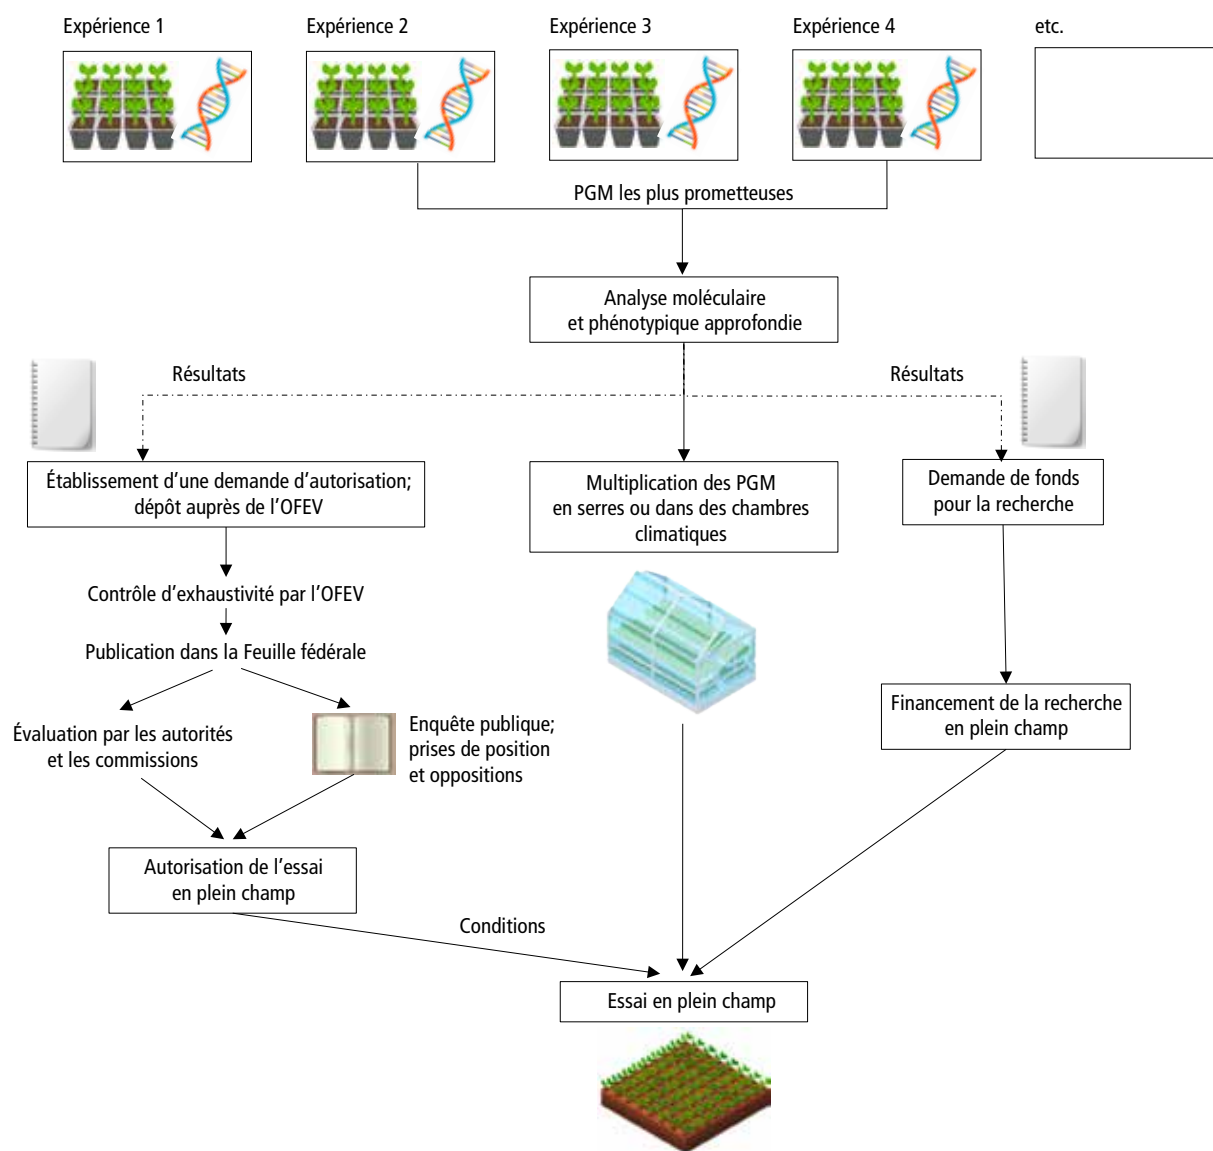 Expérience 1
Expérience 2
Expérience 3
Expérience 4
etc.
PGM les plus prometteuses
Analyse moléculaire
et phénotypique approfondie
Résultats
Résultats
Établissement d'une demande d'autorisation;
dépôt auprès de l'OFEV
Multiplication des PGM
en serres ou dans des chambres
climatiques
Demande de fonds
pour la recherche
Contrôle d'exhaustivité par l'OFEV
Publication dans la Feuille fédérale
Évaluation par les autorités
et les commissions
Enquête publique;
prises de position
et oppositions
Financement de la recherche
en plein champ
Autorisation de l'essai
en plein champ
Conditions
Essai en plein champ